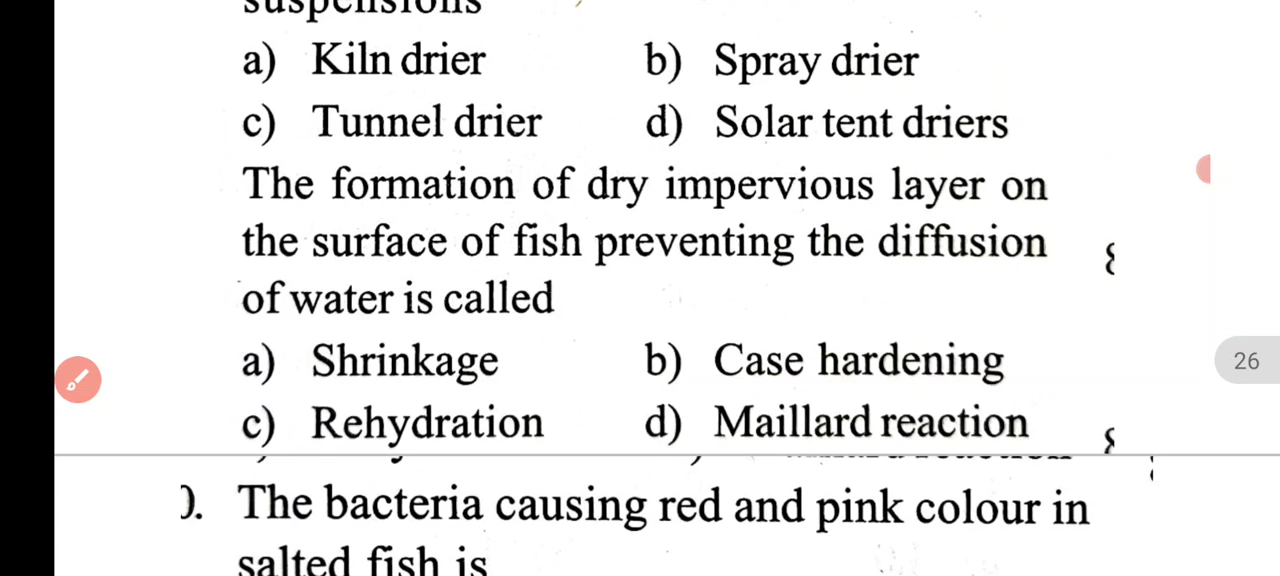 suspensions
a) Kiln drier b) Spray drier
c) Tunnel drier d) Solar tent driers
The formation of dry impervious layer on
the surface of fish preventing the diffusion
of water is called
a) Shrinkage b) Case hardening
c) Rehydration d) Maillard reaction
26
). The bacteria causing red and pink colour in
salted fish is